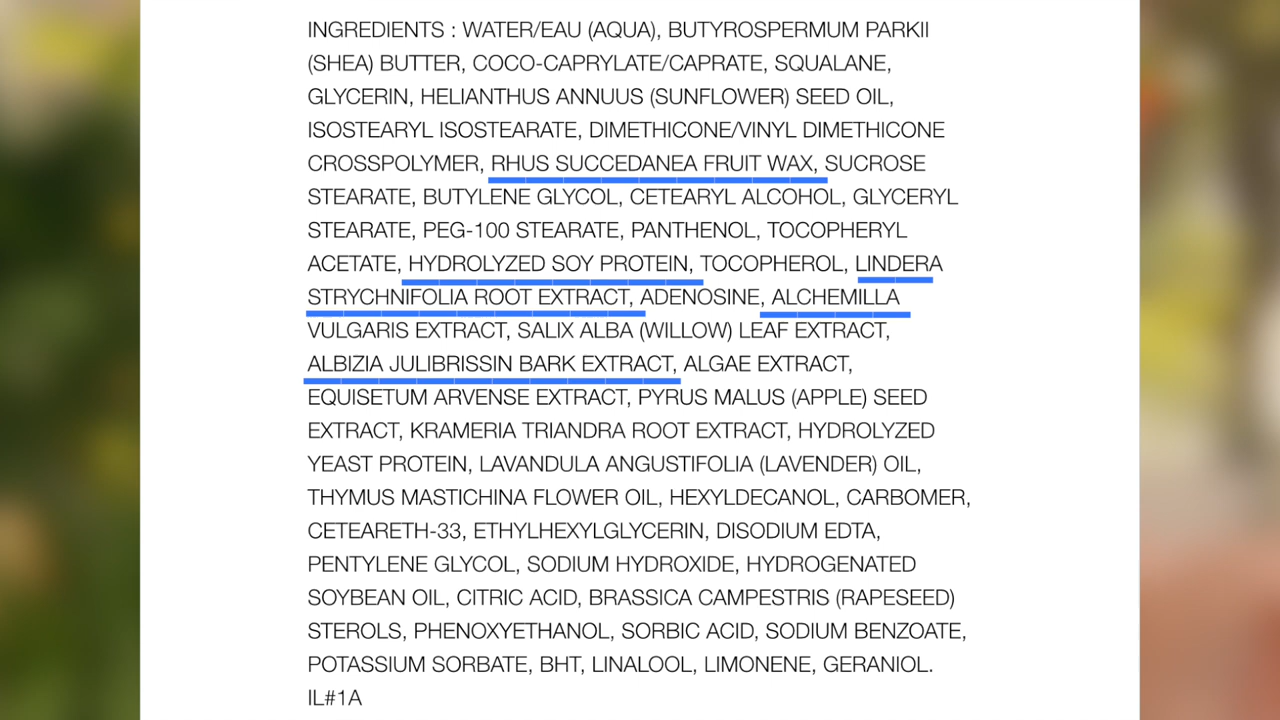 INGREDIENTS : WATER/EAU (AQUA), BUTYROSPERMUM PARKII
(SHEA) BUTTER, COCO-CAPRYLATE/CAPRATE, SQUALANE,
GLYCERIN, HELIANTHUS ANNUUS (SUNFLOWER) SEED OIL,
ISOSTEARYL ISOSTEARATE, DIMETHICONE/VINYL DIMETHICONE
CROSSPOLYMER, RHUS SUCCEDANEA FRUIT WAX, SUCROSE
STEARATE, BUTYLENE GLYCOL, CETEARYL ALCOHOL, GLYCERYL
STEARATE, PEG-100 STEARATE, PANTHENOL, TOCOPHERYL
ACETATE, HYDROLYZED SOY PROTEIN, TOCOPHEROL, LINDERA
STRYCHNIFOLIA ROOT EXTRACT, ADENOSINE, ALCHEMILLA
VULGARIS EXTRACT, SALIX ALBA (WILLOW) LEAF EXTRACT,
ALBIZIA JULIBRISSIN BARK EXTRACT, ALGAE EXTRACT,
EQUISETUM ARVENSE EXTRACT, PYRUS MALUS (APPLE) SEED
EXTRACT, KRAMERIA TRIANDRA ROOT EXTRACT, HYDROLYZED
YEAST PROTEIN, LAVANDULA ANGUSTIFOLIA (LAVENDER) OIL,
THYMUS MASTICHINA FLOWER OIL, HEXYLDECANOL, CARBOMER,
CETEARETH-33, ETHYLHEXYLGLYCERIN, DISODIUM EDTA,
PENTYLENE GLYCOL, SODIUM HYDROXIDE, HYDROGENATED
SOYBEAN OIL, CITRIC ACID, BRASSICA CAMPESTRIS (RAPESEED)
STEROLS, PHENOXYETHANOL, SORBIC ACID, SODIUM BENZOATE,
POTASSIUM SORBATE, BHT, LINALOOL, LIMONENE, GERANIOL.
IL#1A